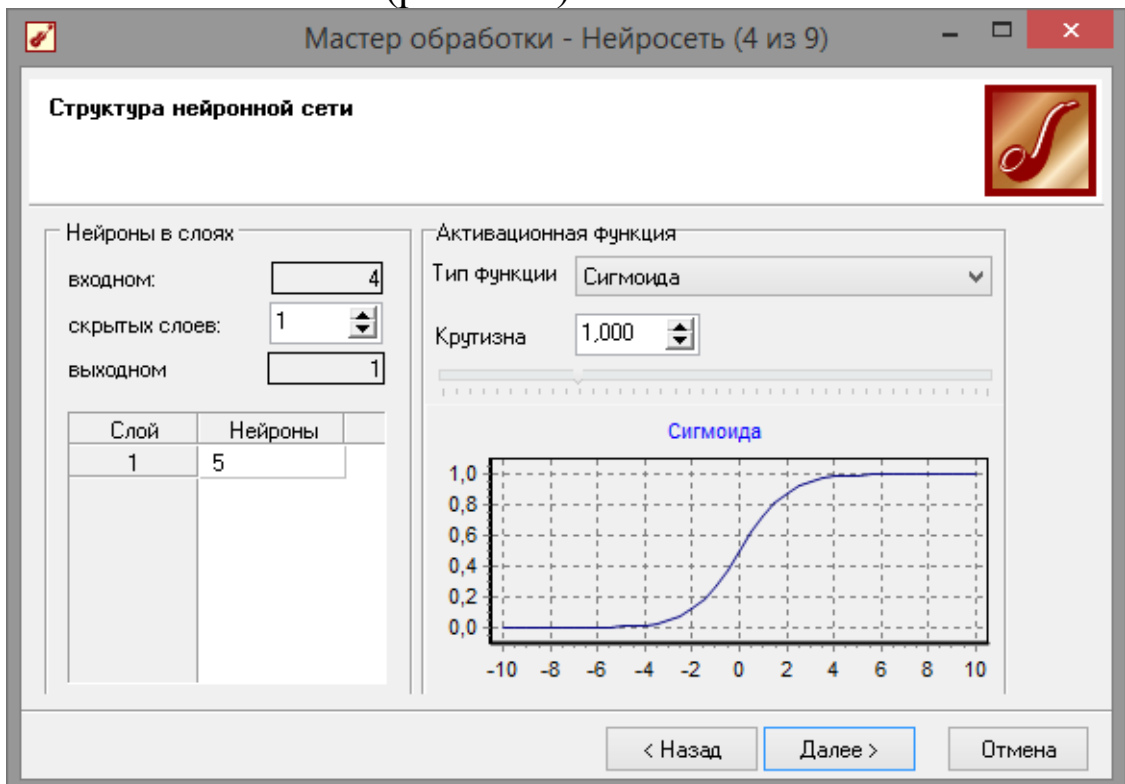 Мастер обработки - Нейросеть (4 из 9)
Структура нейронной сети
Нейроны в слоях
входном: 4
скрытых слоев: 1
выходном 1
Слой Нейроны
1 5
Активационная функция
Тип функции Сигмоида
Крутизна 1,000
Сигмоида
1,0
0,8
0,6
0,4
0,2
0,0
-10 -8 -6 -4 -2 0 2 4 6 8 10
< Назад Далее > Отмена